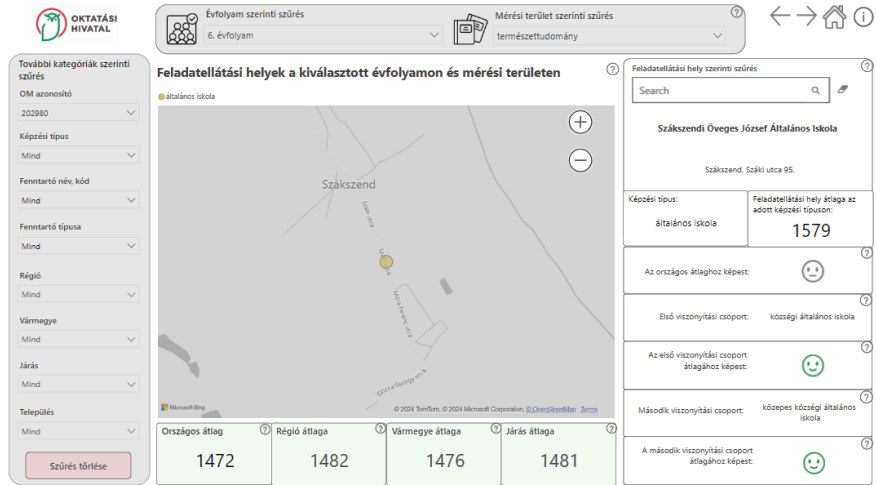 OKTATÁSI
HIVATAL
Évfolyam szerinti szűrés
6. évfolyam
Mérési terület szerinti szűrés
természettudomány
További kategóriák szerinti
szűrés
OM azonosító
202980
Képzési típus
Mind
Fenntartó név, kód
Mind
Fenntartó típusa
Mind
Régió
Mind
Vármegye
Mind
Járás
Mind
Település
Mind
Szűrés törlése
Feladatellátási helyek a kiválasztott évfolyamon és mérési területen
általános iskola
Szákszend
Száki utca
Móra Ferenc utca
Dózsa György utca
Microsoft Bing
© 2024 TomTom, © 2024 Microsoft Corporation, © OpenStreetMap Terms
Országos átlag
1472
Régió átlaga
1482
Vármegye átlaga
1476
Járás átlaga
1481
Feladatellátási hely szerinti szűrés
Search
Szákszendi Öveges József Általános Iskola
Szákszend, Száki utca 95.
Képzési típus:
általános iskola
Feladatellátási hely átlaga az
adott képzési típuson:
1579
Az országos átlaghoz képest:
Első viszonyítási csoport:
községi általános iskola
Az első viszonyítási csoport
átlagához képest:
Második viszonyítási csoport:
közepes községi általános
iskola
A második viszonyítási csoport
átlagához képest: